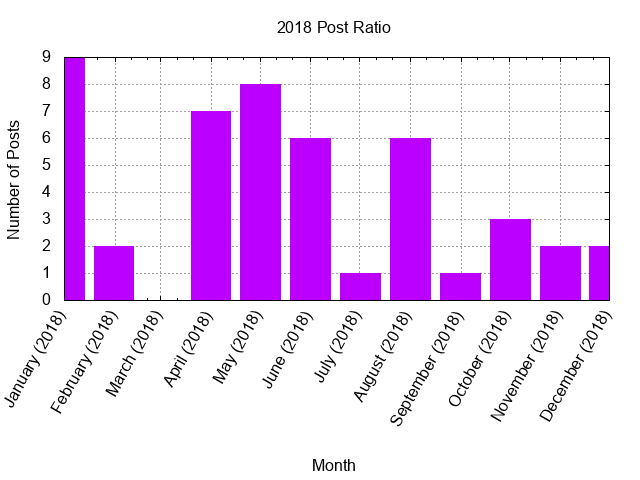 2018 Post Ratio
Number of Posts
9
8
7
6
5
4
3
2
1
0
January (2018)
February (2018)
March (2018)
April (2018)
May (2018)
June (2018)
July (2018)
August (2018)
September (2018)
October (2018)
November (2018)
December (2018)
Month